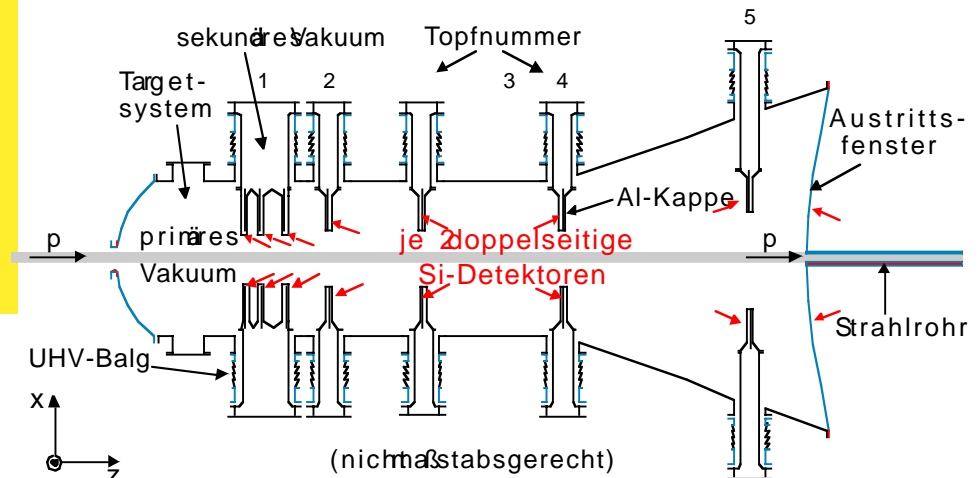 5
sekundäres Vakuum
Topfnummer
1
2
3
4
Target-
system
Austritts-
fenster
Al-Kappe
primäres
Vakuum
je 2 doppelseitige
Si-Detektoren
p
p
Strahlrohr
UHV-Balg
x
z
(nicht maßstabsgerecht)